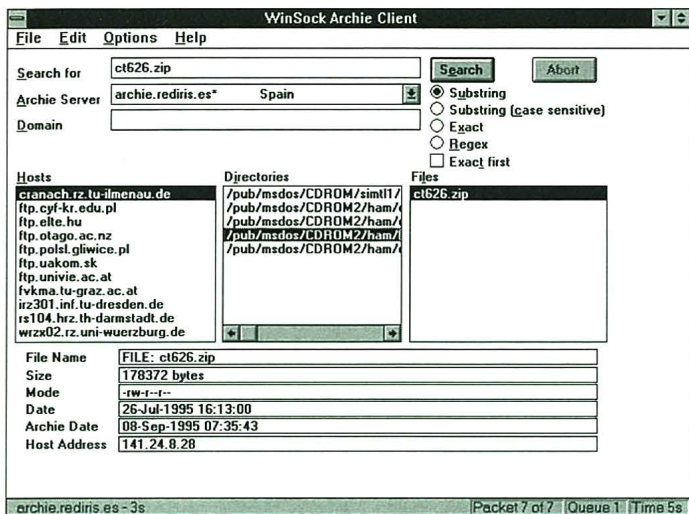 WinSock Archie Client
File Edit Options Help
Search for ct626.zip Search Abort
Archie Server archie.rediris.es* Spain
Domain
Substring
Substring (case sensitive)
Exact
Regex
Exact first
Hosts
cranach.rz.tu-ilmenau.de
ftp.cyf-kr.edu.pl
ftp.elte.hu
ftp.otago.ac.nz
ftp.polsl.gliwice.pl
ftp.uakom.sk
ftp.univie.ac.at
fvkma.tu-graz.ac.at
irz301.inf.tu-dresden.de
rs104.hrz.th-darmstadt.de
wrzx02.rz.uni-wuerzburg.de
Directories
/pub/msdos/CDROM/simtl1/
/pub/msdos/CDROM2/ham/
/pub/msdos/CDROM2/ham/
/pub/msdos/CDROM2/ham/
/pub/msdos/CDROM2/ham/
Files
ct626.zip
File Name FILE: ct626.zip
Size 178372 bytes
Mode -rw-r--r--
Date 26-Jul-1995 16:13:00
Archie Date 08-Sep-1995 07:35:43
Host Address 141.24.8.28
archie.rediris.es - 3s Packet 7 of 7 Queue 1 Time 5s